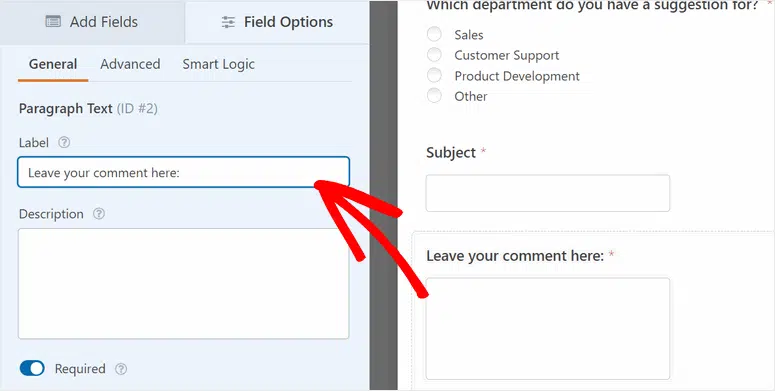 Add Fields
Field Options
General
Advanced
Smart Logic
Paragraph Text (ID #2)
Label
Leave your comment here:
Description
Required
Which department do you have a suggestion for? *
Sales
Customer Support
Product Development
Other
Subject *
Leave your comment here: *